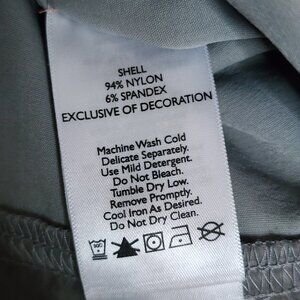 SHELL
94% NYLON
6% SPANDEX
EXCLUSIVE OF DECORATION
Machine Wash Cold
Delicate Separately.
Use Mild Detergent.
Do Not Bleach.
Tumble Dry Low.
Remove Promptly.
Cool Iron As Desired.
Do Not Dry Clean.